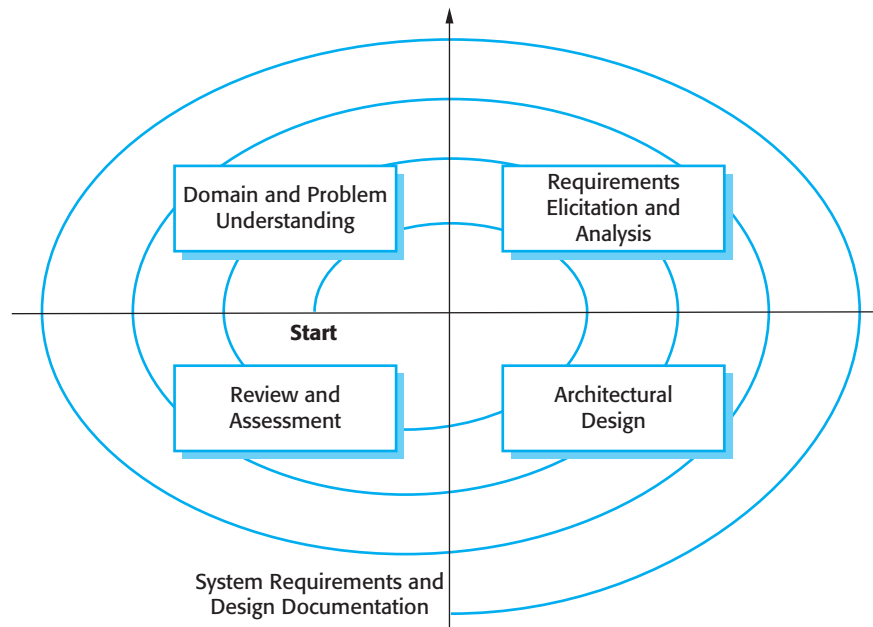 Domain and Problem
Understanding
Requirements
Elicitation and
Analysis
Start
Review and
Assessment
Architectural
Design
System Requirements and
Design Documentation